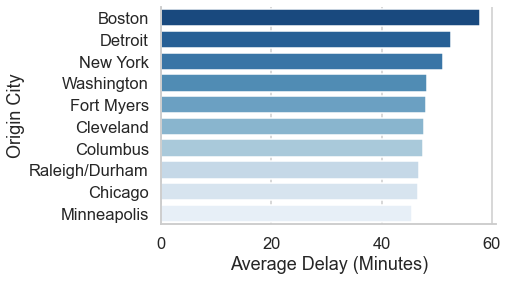 Origin City
Boston
Detroit
New York
Washington
Fort Myers
Cleveland
Columbus
Raleigh/Durham
Chicago
Minneapolis
0 20 40 60
Average Delay (Minutes)